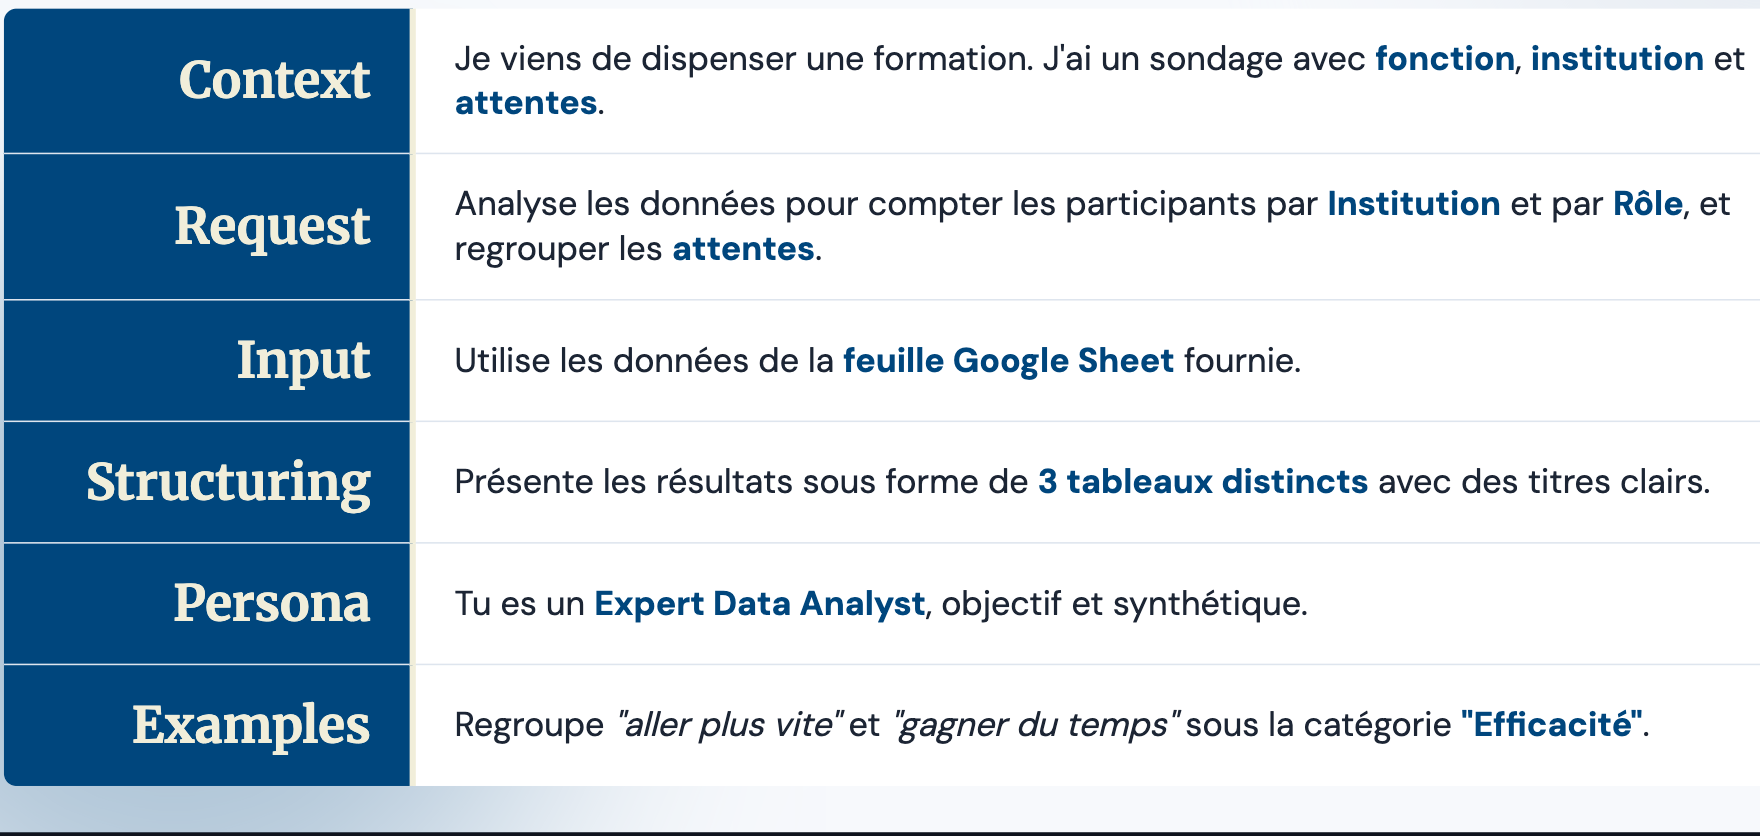 Context
Je viens de dispenser une formation. J'ai un sondage avec fonction, institution et
attentes.
Request
Analyse les données pour compter les participants par Institution et par Rôle, et
regrouper les attentes.
Input
Utilise les données de la feuille Google Sheet fournie.
Structuring
Présente les résultats sous forme de 3 tableaux distincts avec des titres clairs.
Persona
Tu es un Expert Data Analyst, objectif et synthétique.
Examples
Regroupe "aller plus vite" et "gagner du temps" sous la catégorie "Efficacité".